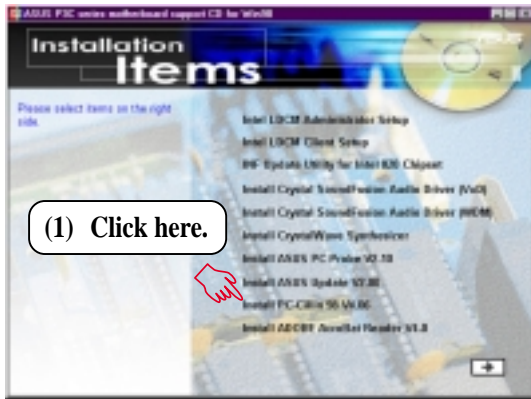 ASUS P3C series motherboard support CD for Win98
Installation
Items
Please select items on the right
side.
Intel LDCM Administrator Setup
Intel LDCM Client Setup
INF Update Utility for Intel 820 Chipset
Install Crystal SoundFusion Audio Driver (VxD)
Install Crystal SoundFusion Audio Driver (WDM)
Install CrystalWave Synthesizer
Install ASUS PC Probe V2.10
Install ASUS Update V2.00
Install PC-Cillin 98 V6.06
Install ADOBE Acrobat Reader V4.0
(1) Click here.